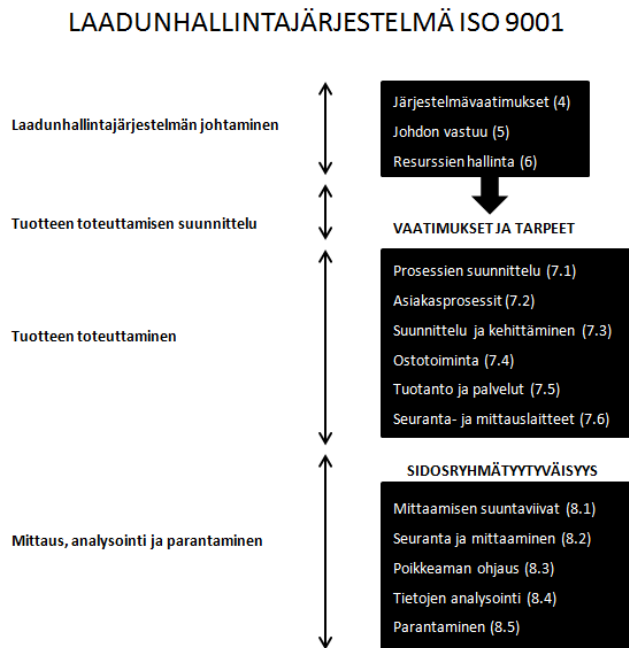 LAADUNHALLINTAJÄRJESTELMÄ ISO 9001
Laadunhallintajärjestelmän johtaminen
Järjestelmävaatimukset (4)
Johdon vastuu (5)
Resurssien hallinta (6)
Tuotteen toteuttamisen suunnittelu
VAATIMUKSET JA TARPEET
Tuotteen toteuttaminen
Prosessien suunnittelu (7.1)
Asiakasprosessit (7.2)
Suunnittelu ja kehittäminen (7.3)
Ostotoiminta (7.4)
Tuotanto ja palvelut (7.5)
Seuranta- ja mittauslaitteet (7.6)
SIDOSRYHMÄTYYTYVÄISYYS
Mittaus, analysointi ja parantaminen
Mittaamisen suuntaviivat (8.1)
Seuranta ja mittaaminen (8.2)
Poikkeaman ohjaus (8.3)
Tietojen analysointi (8.4)
Parantaminen (8.5)